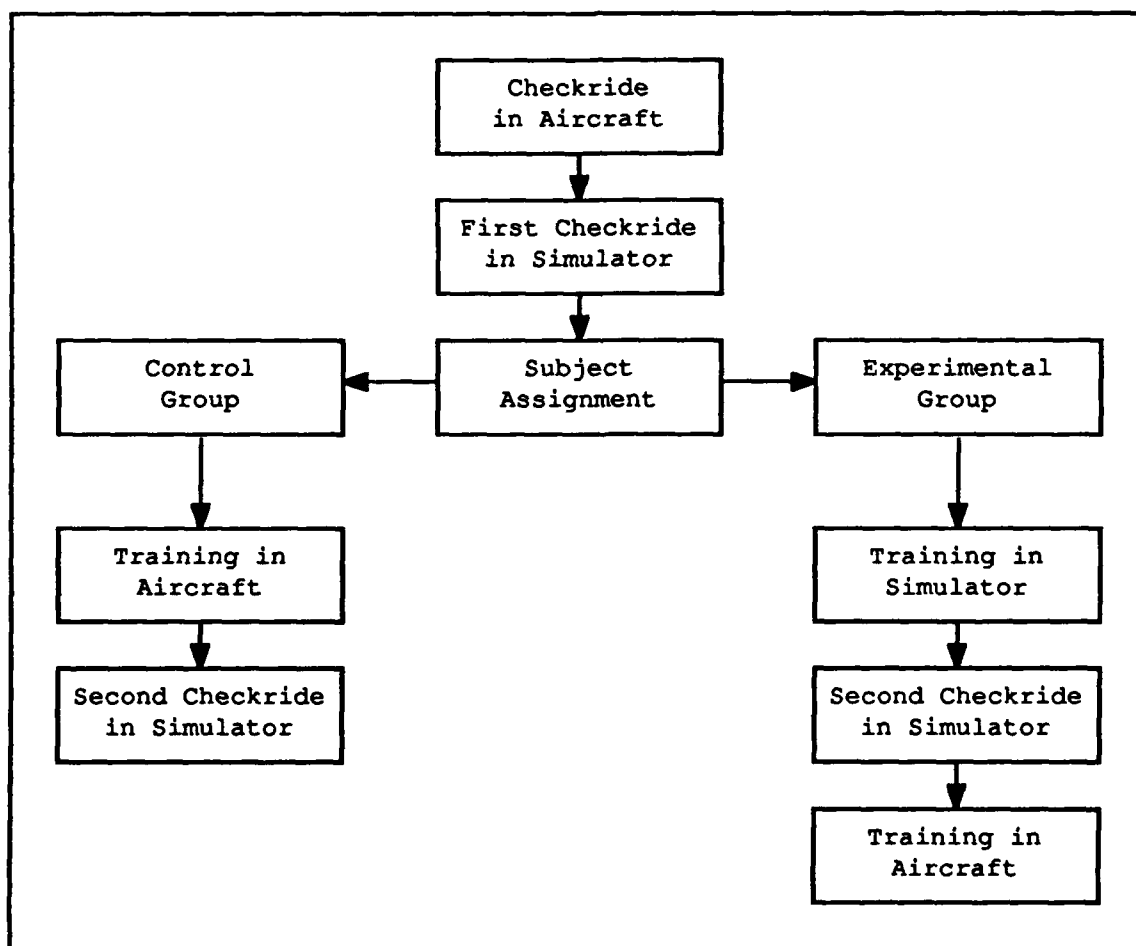 Checkride
in Aircraft
First Checkride
in Simulator
Control
Group
Subject
Assignment
Experimental
Group
Training in
Aircraft
Training in
Simulator
Second Checkride
in Simulator
Second Checkride
in Simulator
Training in
Aircraft